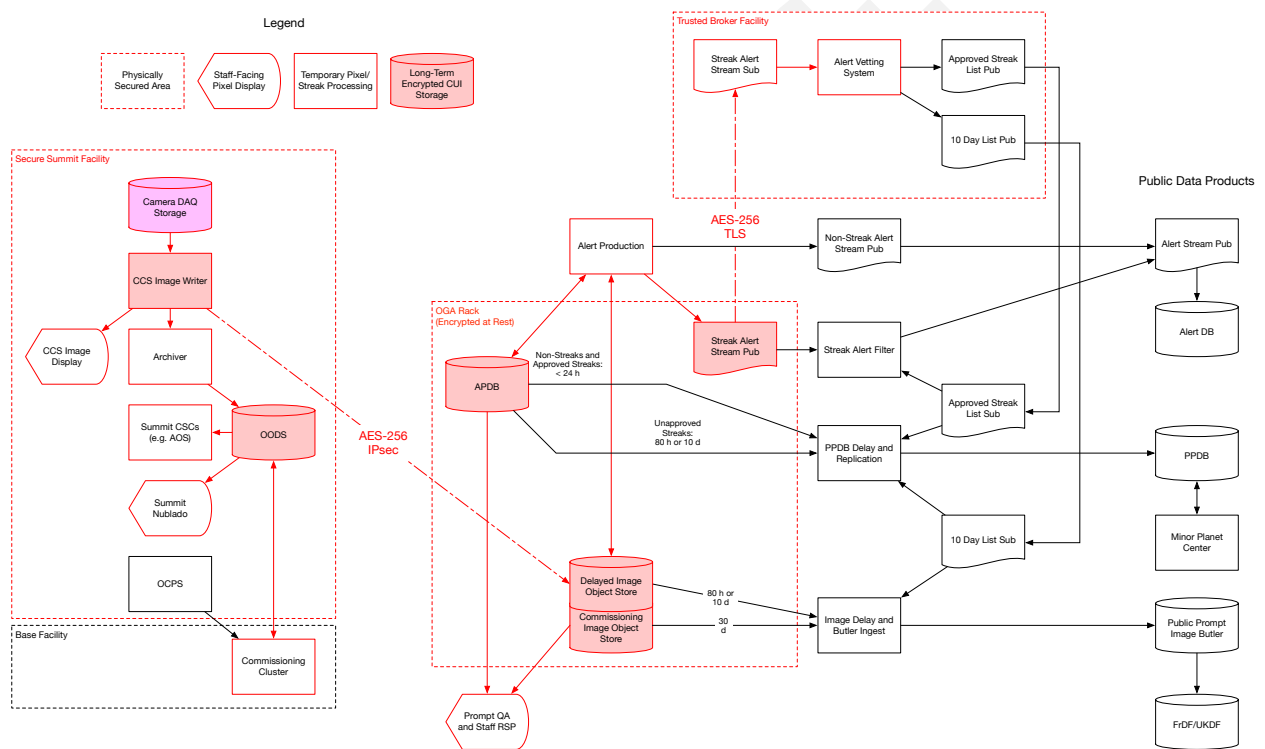 Legend
Physically
Secured Area
Staff-Facing
Pixel Display
Temporary Pixel/
Streak Processing
Long-Term
Encrypted CUI
Storage
Trusted Broker Facility
Streak Alert
Stream Sub
Alert Vetting
System
Approved Streak
List Pub
10 Day List Pub
Secure Summit Facility
Camera DAQ
Storage
CCS Image Writer
CCS Image
Display
Archiver
Summit CSCs
(e.g. AOS)
OODS
Summit
Nublado
OCPS
Base Facility
Commissioning
Cluster
AES-256
IPsec
AES-256
TLS
Alert Production
OGA Rack
(Encrypted at Rest)
Streak Alert
Stream Pub
APDB
Non-Streaks and
Approved Streaks:
< 24 h
Unapproved
Streaks:
80 h or 10 d
Delayed Image
Object Store
Commissioning
Image Object
Store
80 h or
10 d
30
d
Prompt QA
and Staff RSP
Non-Streak Alert
Stream Pub
Streak Alert Filter
Approved Streak
List Sub
PPDB Delay and
Replication
10 Day List Sub
Image Delay and
Butler Ingest
Public Data Products
Alert Stream Pub
Alert DB
PPDB
Minor Planet
Center
Public Prompt
Image Butler
FrDF/UKDF